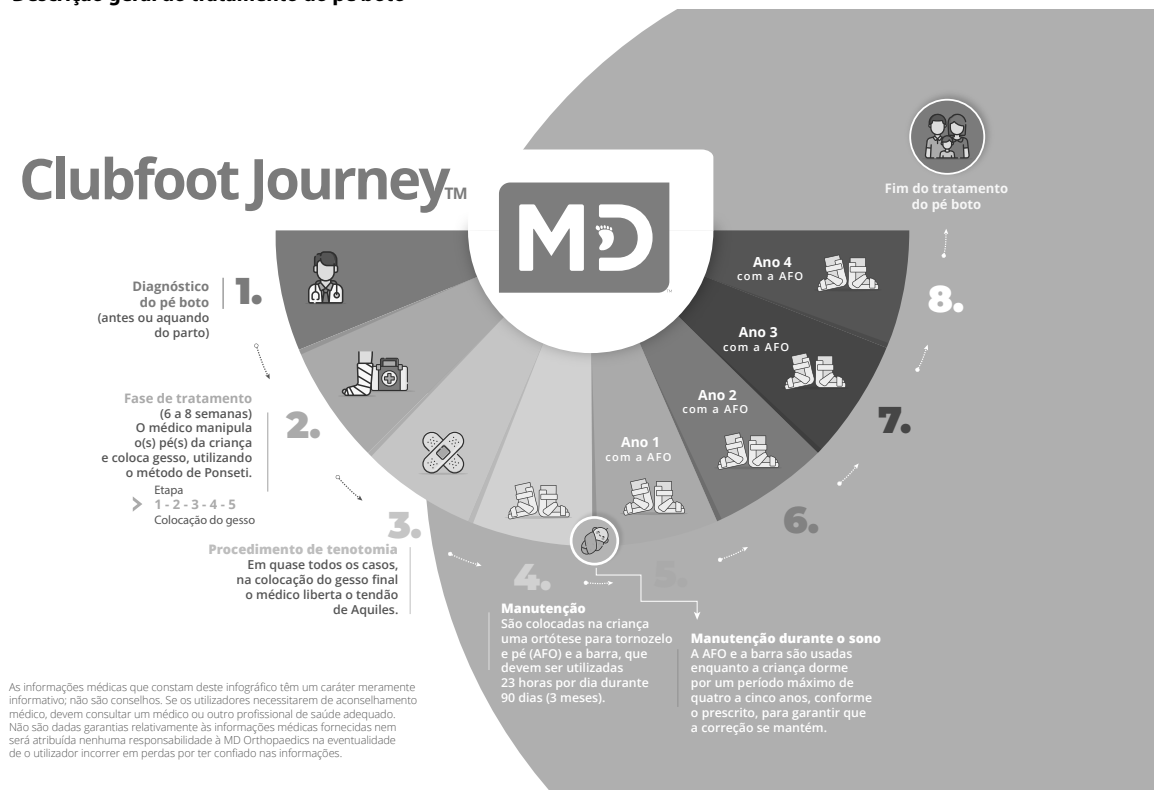 Descrição geral do tratamento do pé boto
Clubfoot Journey™
MD
1.
Diagnóstico
do pé boto
(antes ou aquando
do parto)
2.
Fase de tratamento
(6 a 8 semanas)
O médico manipula
o(s) pé(s) da criança
e coloca gesso, utilizando
o método de Ponseti.
Etapa
1 - 2 - 3 - 4 - 5
Colocação do gesso
3.
Procedimento de tenotomia
Em quase todos os casos,
na colocação do gesso final
o médico liberta o tendão
de Aquiles.
4.
Manutenção
São colocadas na criança
uma ortótese para tornozelo
e pé (AFO) e a barra, que
devem ser utilizadas
23 horas por dia durante
90 dias (3 meses).
5.
Manutenção durante o sono
A AFO e a barra são usadas
enquanto a criança dorme
por um período máximo de
quatro a cinco anos, conforme
o prescrito, para garantir que
a correção se mantém.
Ano 1
com a AFO
6.
Ano 2
com a AFO
7.
Ano 3
com a AFO
8.
Ano 4
com a AFO
Fim do tratamento
do pé boto
As informações médicas que constam deste infográfico têm um caráter meramente
informativo; não são conselhos. Se os utilizadores necessitarem de aconselhamento
médico, devem consultar um médico ou outro profissional de saúde adequado.
Não são dadas garantias relativamente às informações médicas fornecidas nem
será atribuída nenhuma responsabilidade à MD Orthopaedics na eventualidade
de o utilizador incorrer em perdas por ter confiado nas informações.